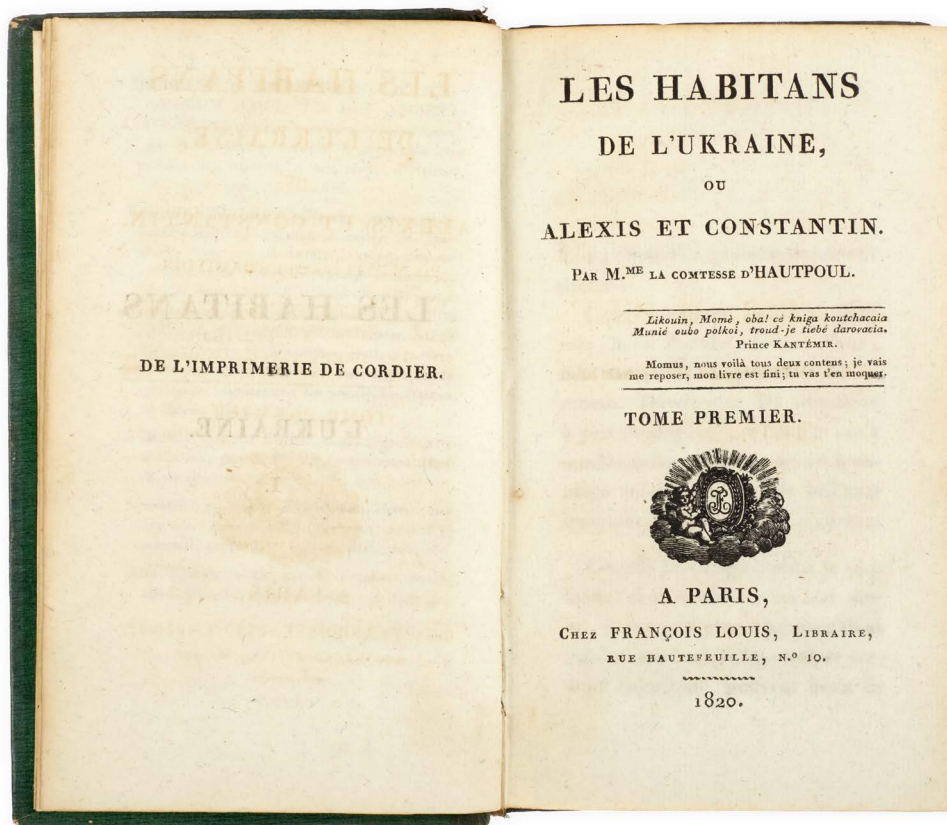 DE L'IMPRIMERIE DE CORDIER.
LES HABITANS
DE L'UKRAINE,
OU
ALEXIS ET CONSTANTIN.
PAR M.ME LA COMTESSE D'HAUTPOUL.
Likouin, Momè, oba! cé kniga koutchacaia
Munié oubo polkoi, troud-je tiebé darovacia.
Prince KANTÉMIR.
Momus, nous voilà tous deux contens; je vais
me reposer, mon livre est fini; tu vas t'en moquer.
TOME PREMIER.
A PARIS,
CHEZ FRANÇOIS LOUIS, LIBRAIRE,
RUE HAUTEFEUILLE, N.º 10.
1820.